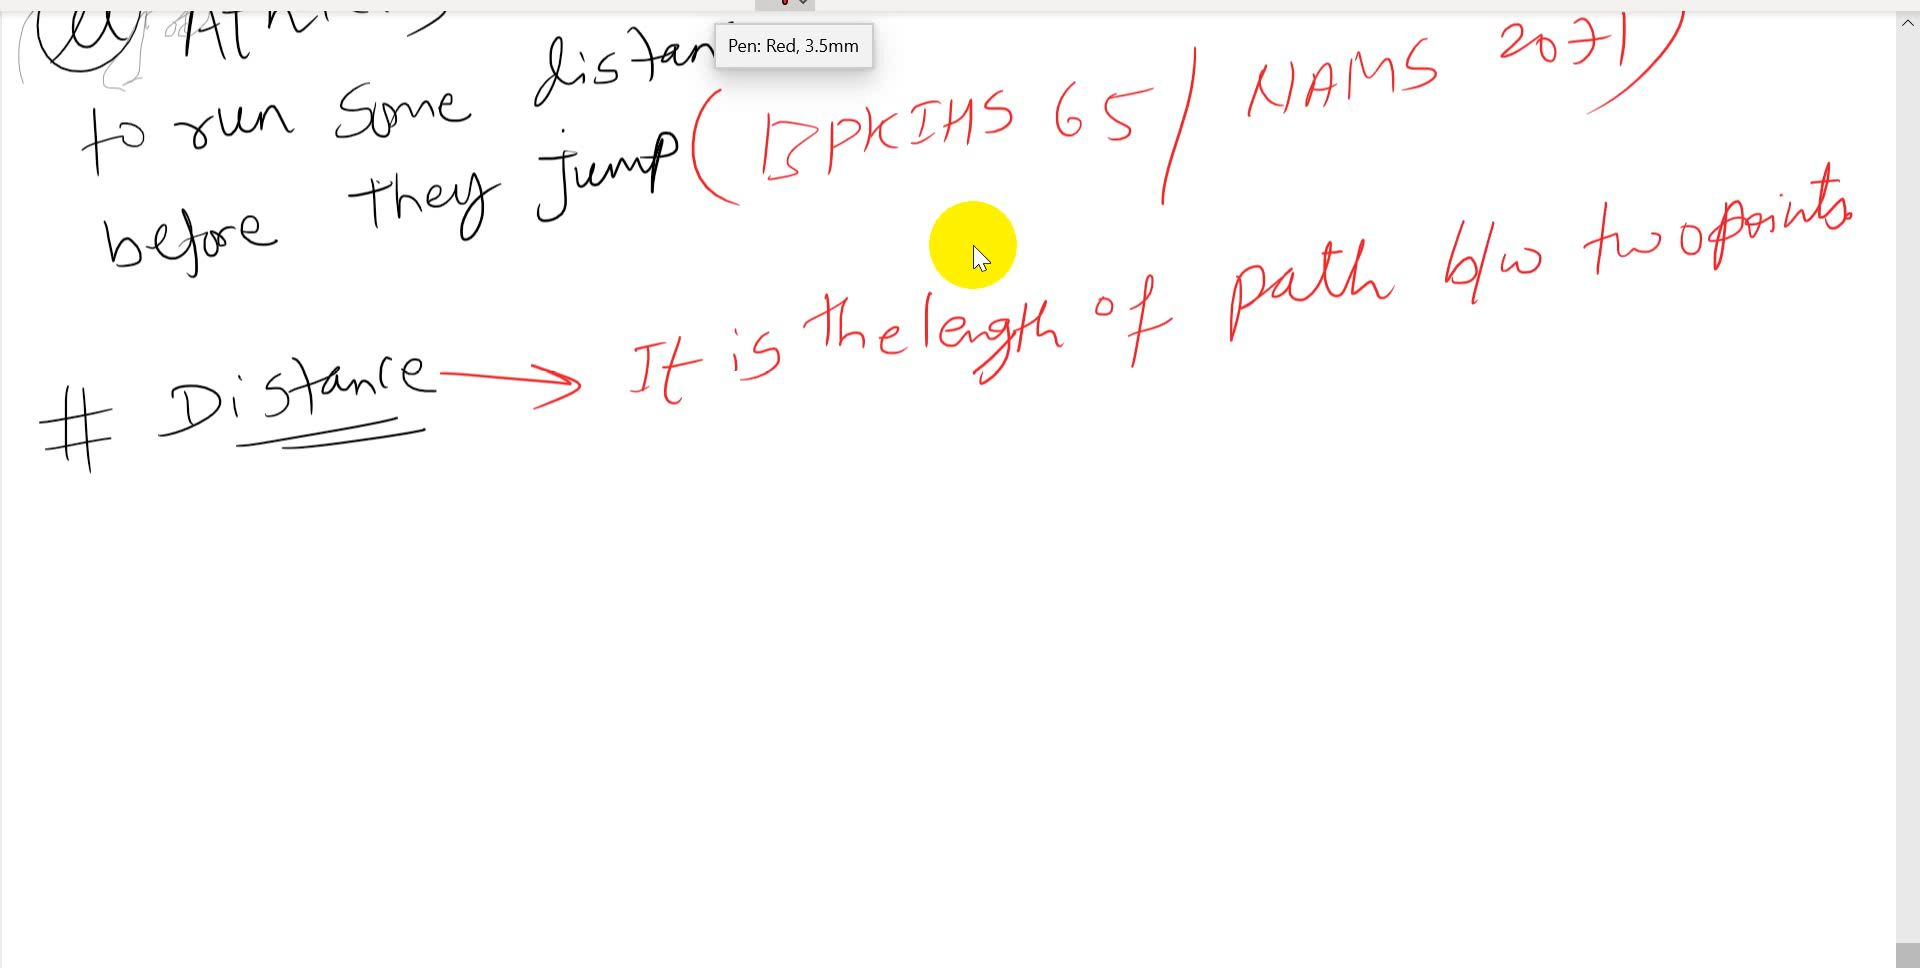 Pen: Red, 3.5mm
to run some
before they jump (BPKIHS 65 / NAMS 2071)
# Distance → It is the length of path b/w two points.